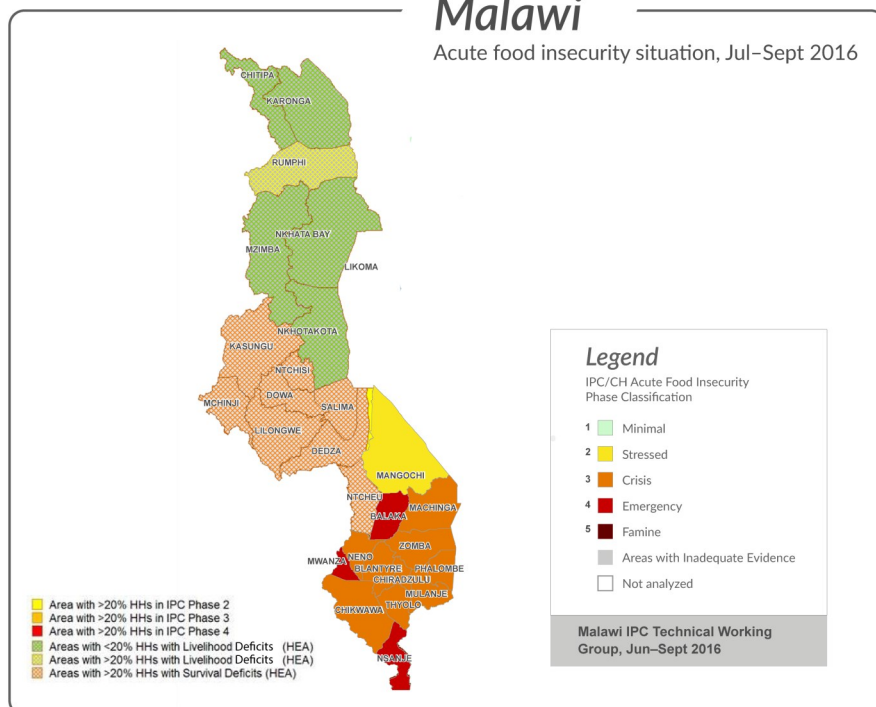 Malawi
Acute food insecurity situation, Jul–Sept 2016
CHITIPA
KARONGA
RUMPHI
NKHATA BAY
MZIMBA
LIKOMA
NKHOTAKOTA
KASUNGU
NTCHISI
DOWA
MCHINJI
SALIMA
LILONGWE
DEDZA
MANGOCHI
NTCHEU
MACHINGA
BALAKA
ZOMBA
NENO
MWANZA
BLANTYRE
PHALOMBE
CHIRADZULU
MULANJE
THYOLO
CHIKWAWA
NSANJE
Legend
IPC/CH Acute Food Insecurity
Phase Classification
1 Minimal
2 Stressed
3 Crisis
4 Emergency
5 Famine
Areas with Inadequate Evidence
Not analyzed
Malawi IPC Technical Working
Group, Jun–Sept 2016
Area with >20% HHs in IPC Phase 2
Area with >20% HHs in IPC Phase 3
Area with >20% HHs in IPC Phase 4
Areas with <20% HHs with Livelihood Deficits (HEA)
Areas with >20% HHs with Livelihood Deficits (HEA)
Areas with >20% HHs with Survival Deficits (HEA)